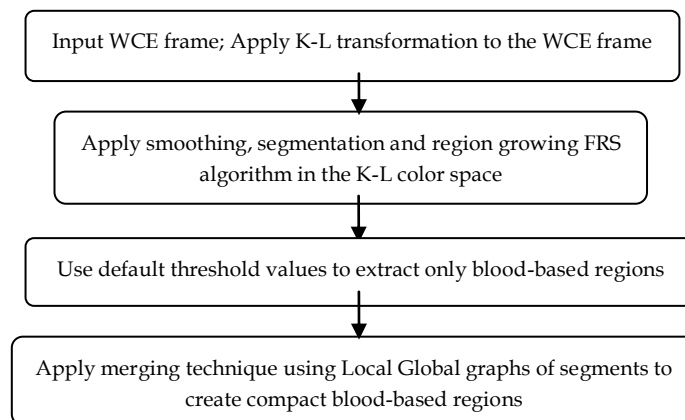 Input WCE frame; Apply K-L transformation to the WCE frame
Apply smoothing, segmentation and region growing FRS
algorithm in the K-L color space
Use default threshold values to extract only blood-based regions
Apply merging technique using Local Global graphs of segments to
create compact blood-based regions